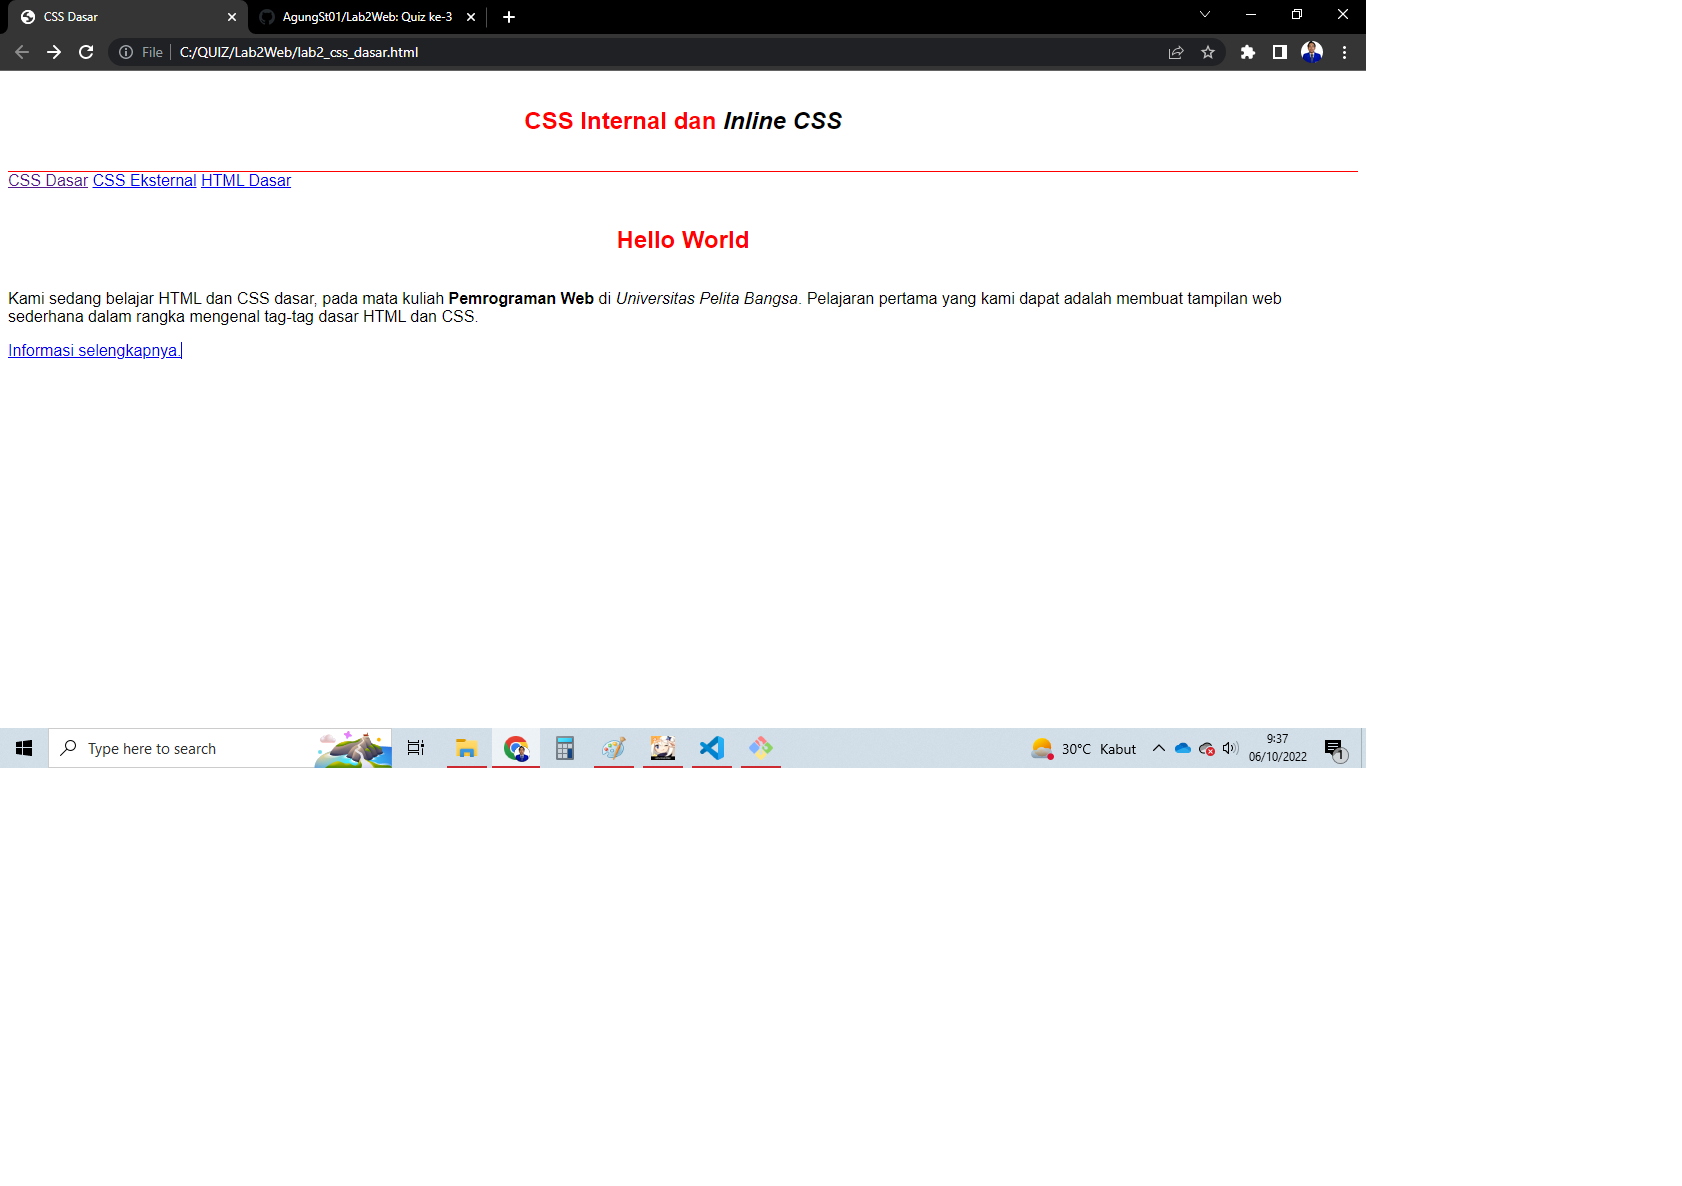 CSS Dasar
AgungSt01/Lab2Web: Quiz ke-3
File
C:/QUIZ/Lab2Web/lab2_css_dasar.html
CSS Internal dan Inline CSS
CSS Dasar CSS Eksternal HTML Dasar
Hello World
Kami sedang belajar HTML dan CSS dasar, pada mata kuliah Pemrograman Web di Universitas Pelita Bangsa. Pelajaran pertama yang kami dapat adalah membuat tampilan web
sederhana dalam rangka mengenal tag-tag dasar HTML dan CSS.
Informasi selengkapnya.
Type here to search
30°C Kabut
9:37
06/10/2022
1